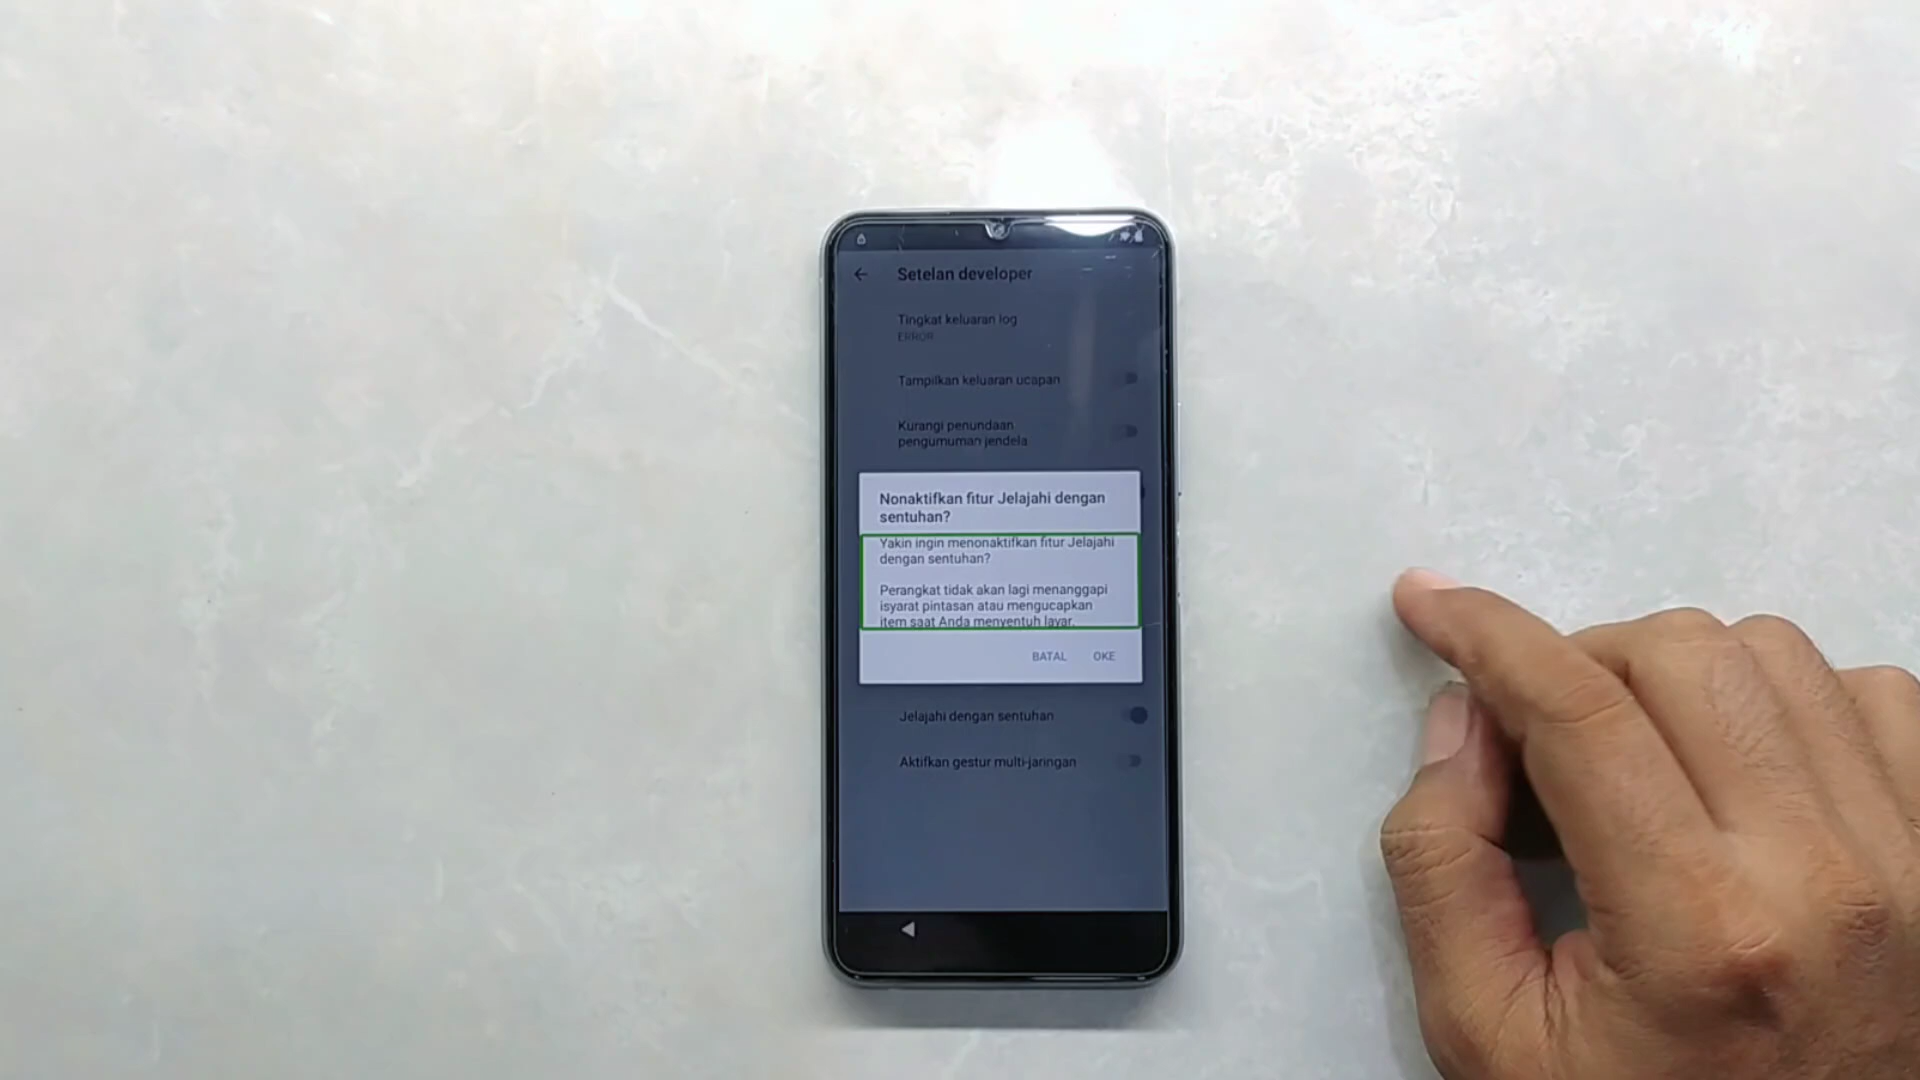 Setelan developer
Tingkat keluaran log
ERROR
Tampilkan keluaran ucapan
Kurangi penundaan
pengumuman jendela
Nonaktifkan fitur Jelajahi dengan
sentuhan?
Yakin ingin menonaktifkan fitur Jelajahi
dengan sentuhan?
Perangkat tidak akan lagi menanggapi
isyarat pintasan atau mengucapkan
item saat Anda menyentuh layar.
BATAL OKE
Jelajahi dengan sentuhan
Aktifkan gestur multi-jaringan